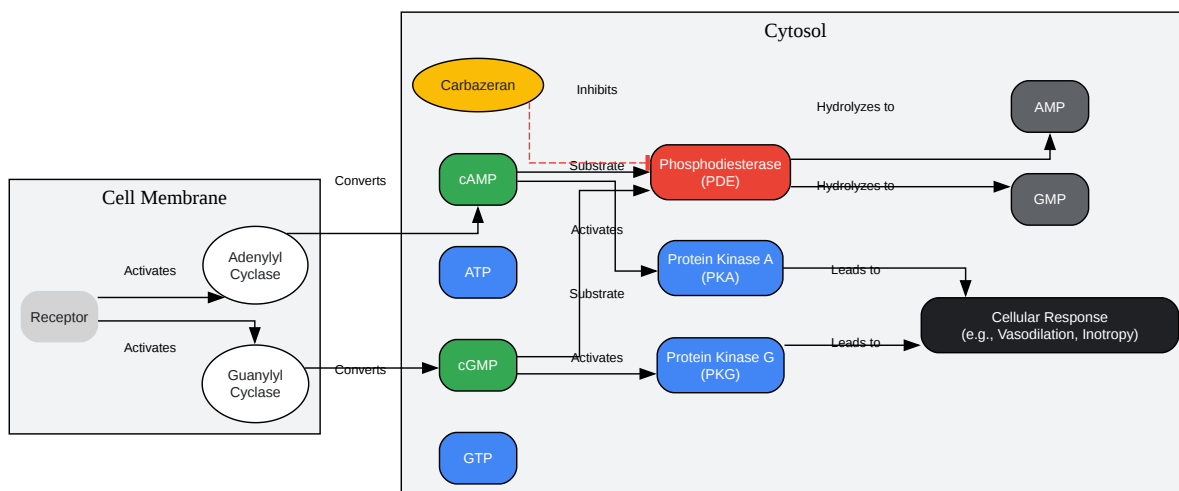 Cytosol
Carbazeran
Inhibits
Hydrolyzes to
AMP
Phosphodiesterase
(PDE)
Substrate
cAMP
Converts
Hydrolyzes to
GMP
Cell Membrane
Adenylyl
Cyclase
Activates
Activates
ATP
Protein Kinase A
(PKA)
Leads to
Substrate
Receptor
Cellular Response
(e.g., Vasodilation, Inotropy)
Activates
Guanylyl
Cyclase
Converts
cGMP
Activates
Protein Kinase G
(PKG)
Leads to
GTP